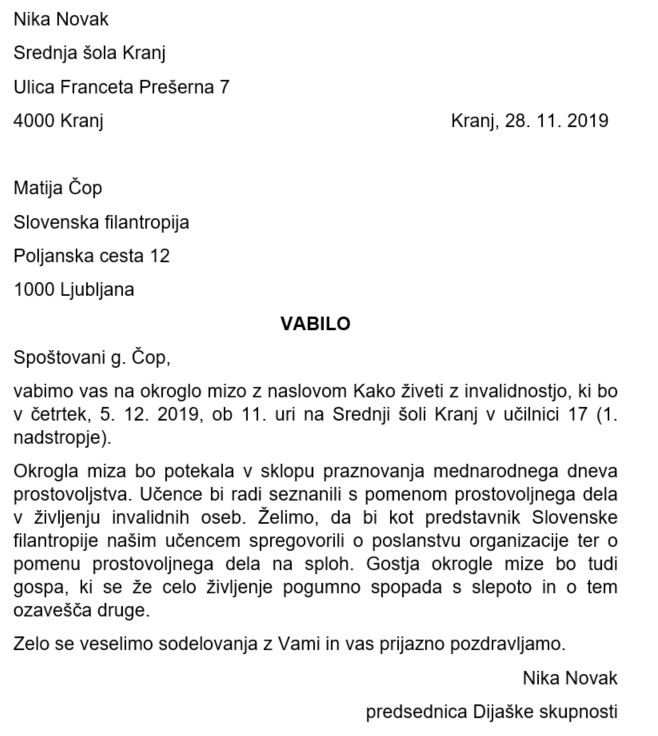 Nika Novak
Srednja šola Kranj
Ulica Franceta Prešerna 7
4000 Kranj Kranj, 28. 11. 2019
Matija Čop
Slovenska filantropija
Poljanska cesta 12
1000 Ljubljana
VABILO
Spoštovani g. Čop,
vabimo vas na okroglo mizo z naslovom Kako živeti z invalidnostjo, ki bo
v četrtek, 5. 12. 2019, ob 11. uri na Srednji šoli Kranj v učilnici 17 (1.
nadstropje).
Okrogla miza bo potekala v sklopu praznovanja mednarodnega dneva
prostovoljstva. Učence bi radi seznanili s pomenom prostovoljnega dela
v življenju invalidnih oseb. Želimo, da bi kot predstavnik Slovenske
filantropije našim učencem spregovorili o poslanstvu organizacije ter o
pomenu prostovoljnega dela na sploh. Gostja okrogle mize bo tudi
gospa, ki se že celo življenje pogumno spopada s slepoto in o tem
ozavešča druge.
Zelo se veselimo sodelovanja z Vami in vas prijazno pozdravljamo.
Nika Novak
predsednica Dijaške skupnosti